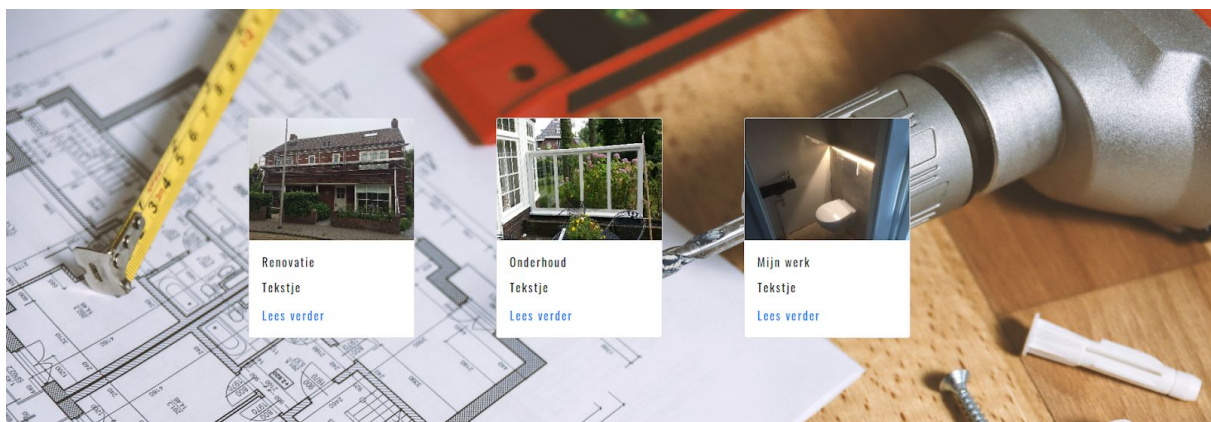 Renovatie
Tekstje
Lees verder
Onderhoud
Tekstje
Lees verder
Mijn werk
Tekstje
Lees verder